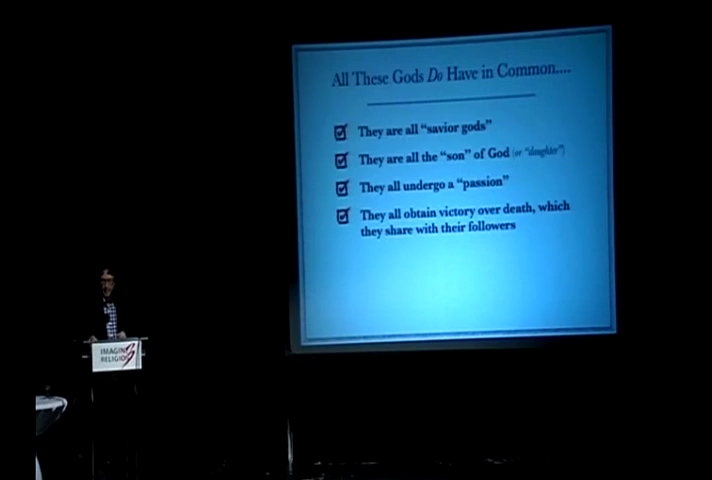 All These Gods Do Have in Common....
They are all “savior gods”
They are all the “son” of God (or “daughter”)
They all undergo a “passion”
They all obtain victory over death, which
they share with their followers
IMAGINE
RELIGION